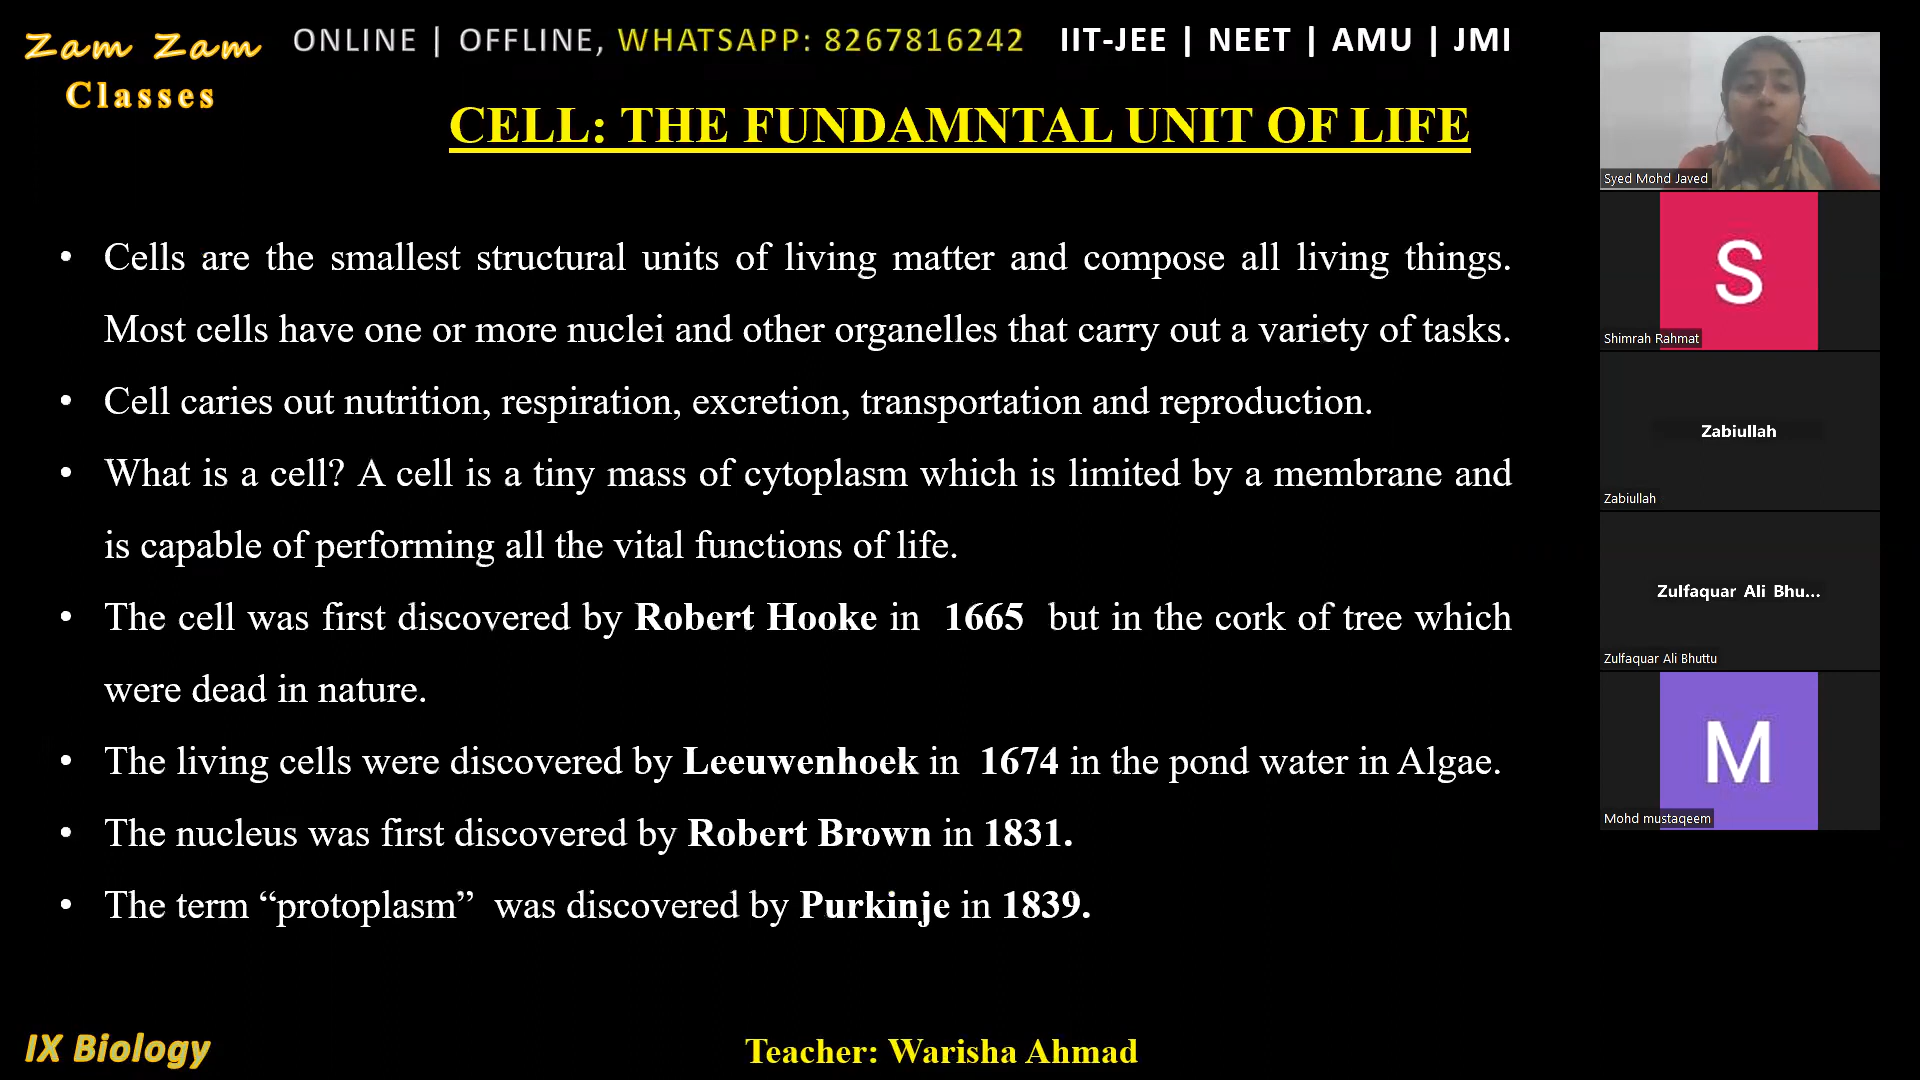 Zam Zam
Classes
ONLINE | OFFLINE, WHATSAPP: 8267816242 IIT-JEE | NEET | AMU | JMI
CELL: THE FUNDAMNTAL UNIT OF LIFE
• Cells are the smallest structural units of living matter and compose all living things.
Most cells have one or more nuclei and other organelles that carry out a variety of tasks.
• Cell caries out nutrition, respiration, excretion, transportation and reproduction.
• What is a cell? A cell is a tiny mass of cytoplasm which is limited by a membrane and
is capable of performing all the vital functions of life.
• The cell was first discovered by Robert Hooke in 1665 but in the cork of tree which
were dead in nature.
• The living cells were discovered by Leeuwenhoek in 1674 in the pond water in Algae.
• The nucleus was first discovered by Robert Brown in 1831.
• The term “protoplasm” was discovered by Purkinje in 1839.
IX Biology
Teacher: Warisha Ahmad
Syed Mohd Javed
S
Shimrah Rahmat
Zabiullah
Zabiullah
Zulfaquar Ali Bhu...
Zulfaquar Ali Bhuttu
M
Mohd mustaqeem